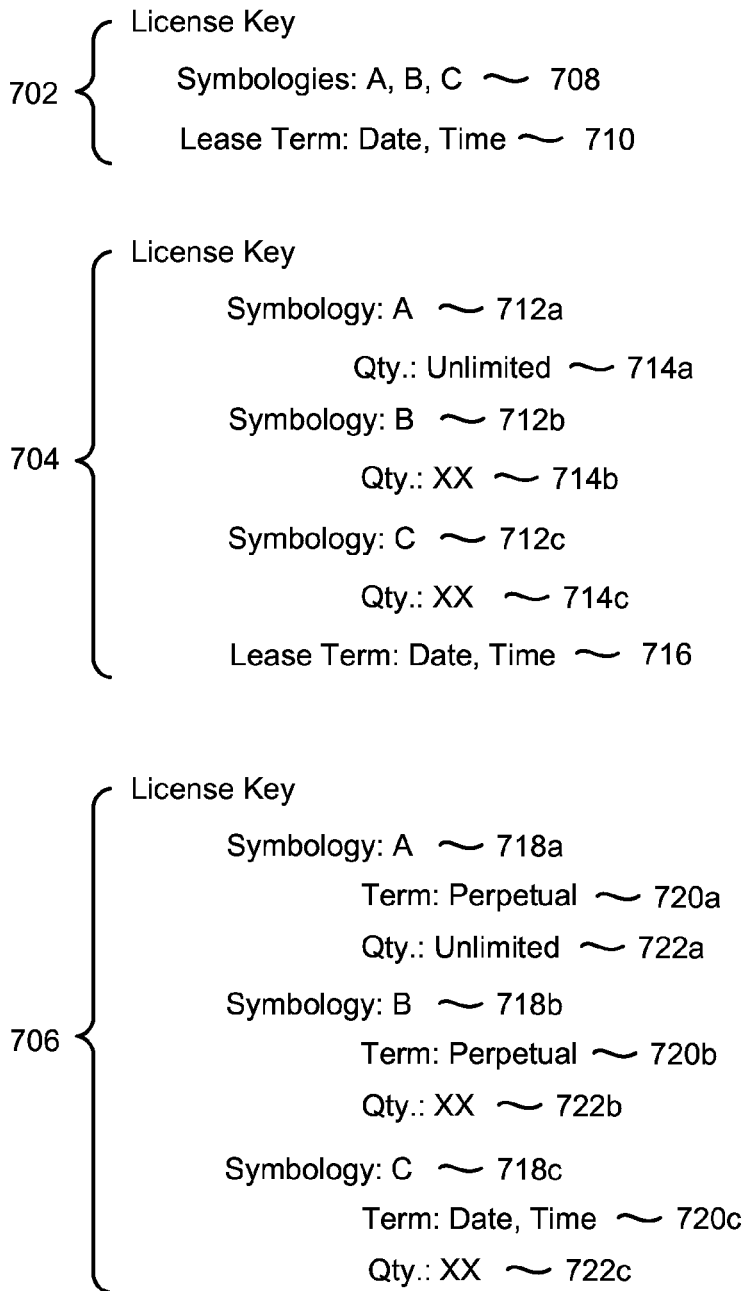 License Key
702 Symbologies: A, B, C ~ 708
Lease Term: Date, Time ~ 710
License Key
Symbology: A ~ 712a
Qty.: Unlimited ~ 714a
Symbology: B ~ 712b
704 Qty.: XX ~ 714b
Symbology: C ~ 712c
Qty.: XX ~ 714c
Lease Term: Date, Time ~ 716
License Key
Symbology: A ~ 718a
Term: Perpetual ~ 720a
Qty.: Unlimited ~ 722a
Symbology: B ~ 718b
706 Term: Perpetual ~ 720b
Qty.: XX ~ 722b
Symbology: C ~ 718c
Term: Date, Time ~ 720c
Qty.: XX ~ 722c